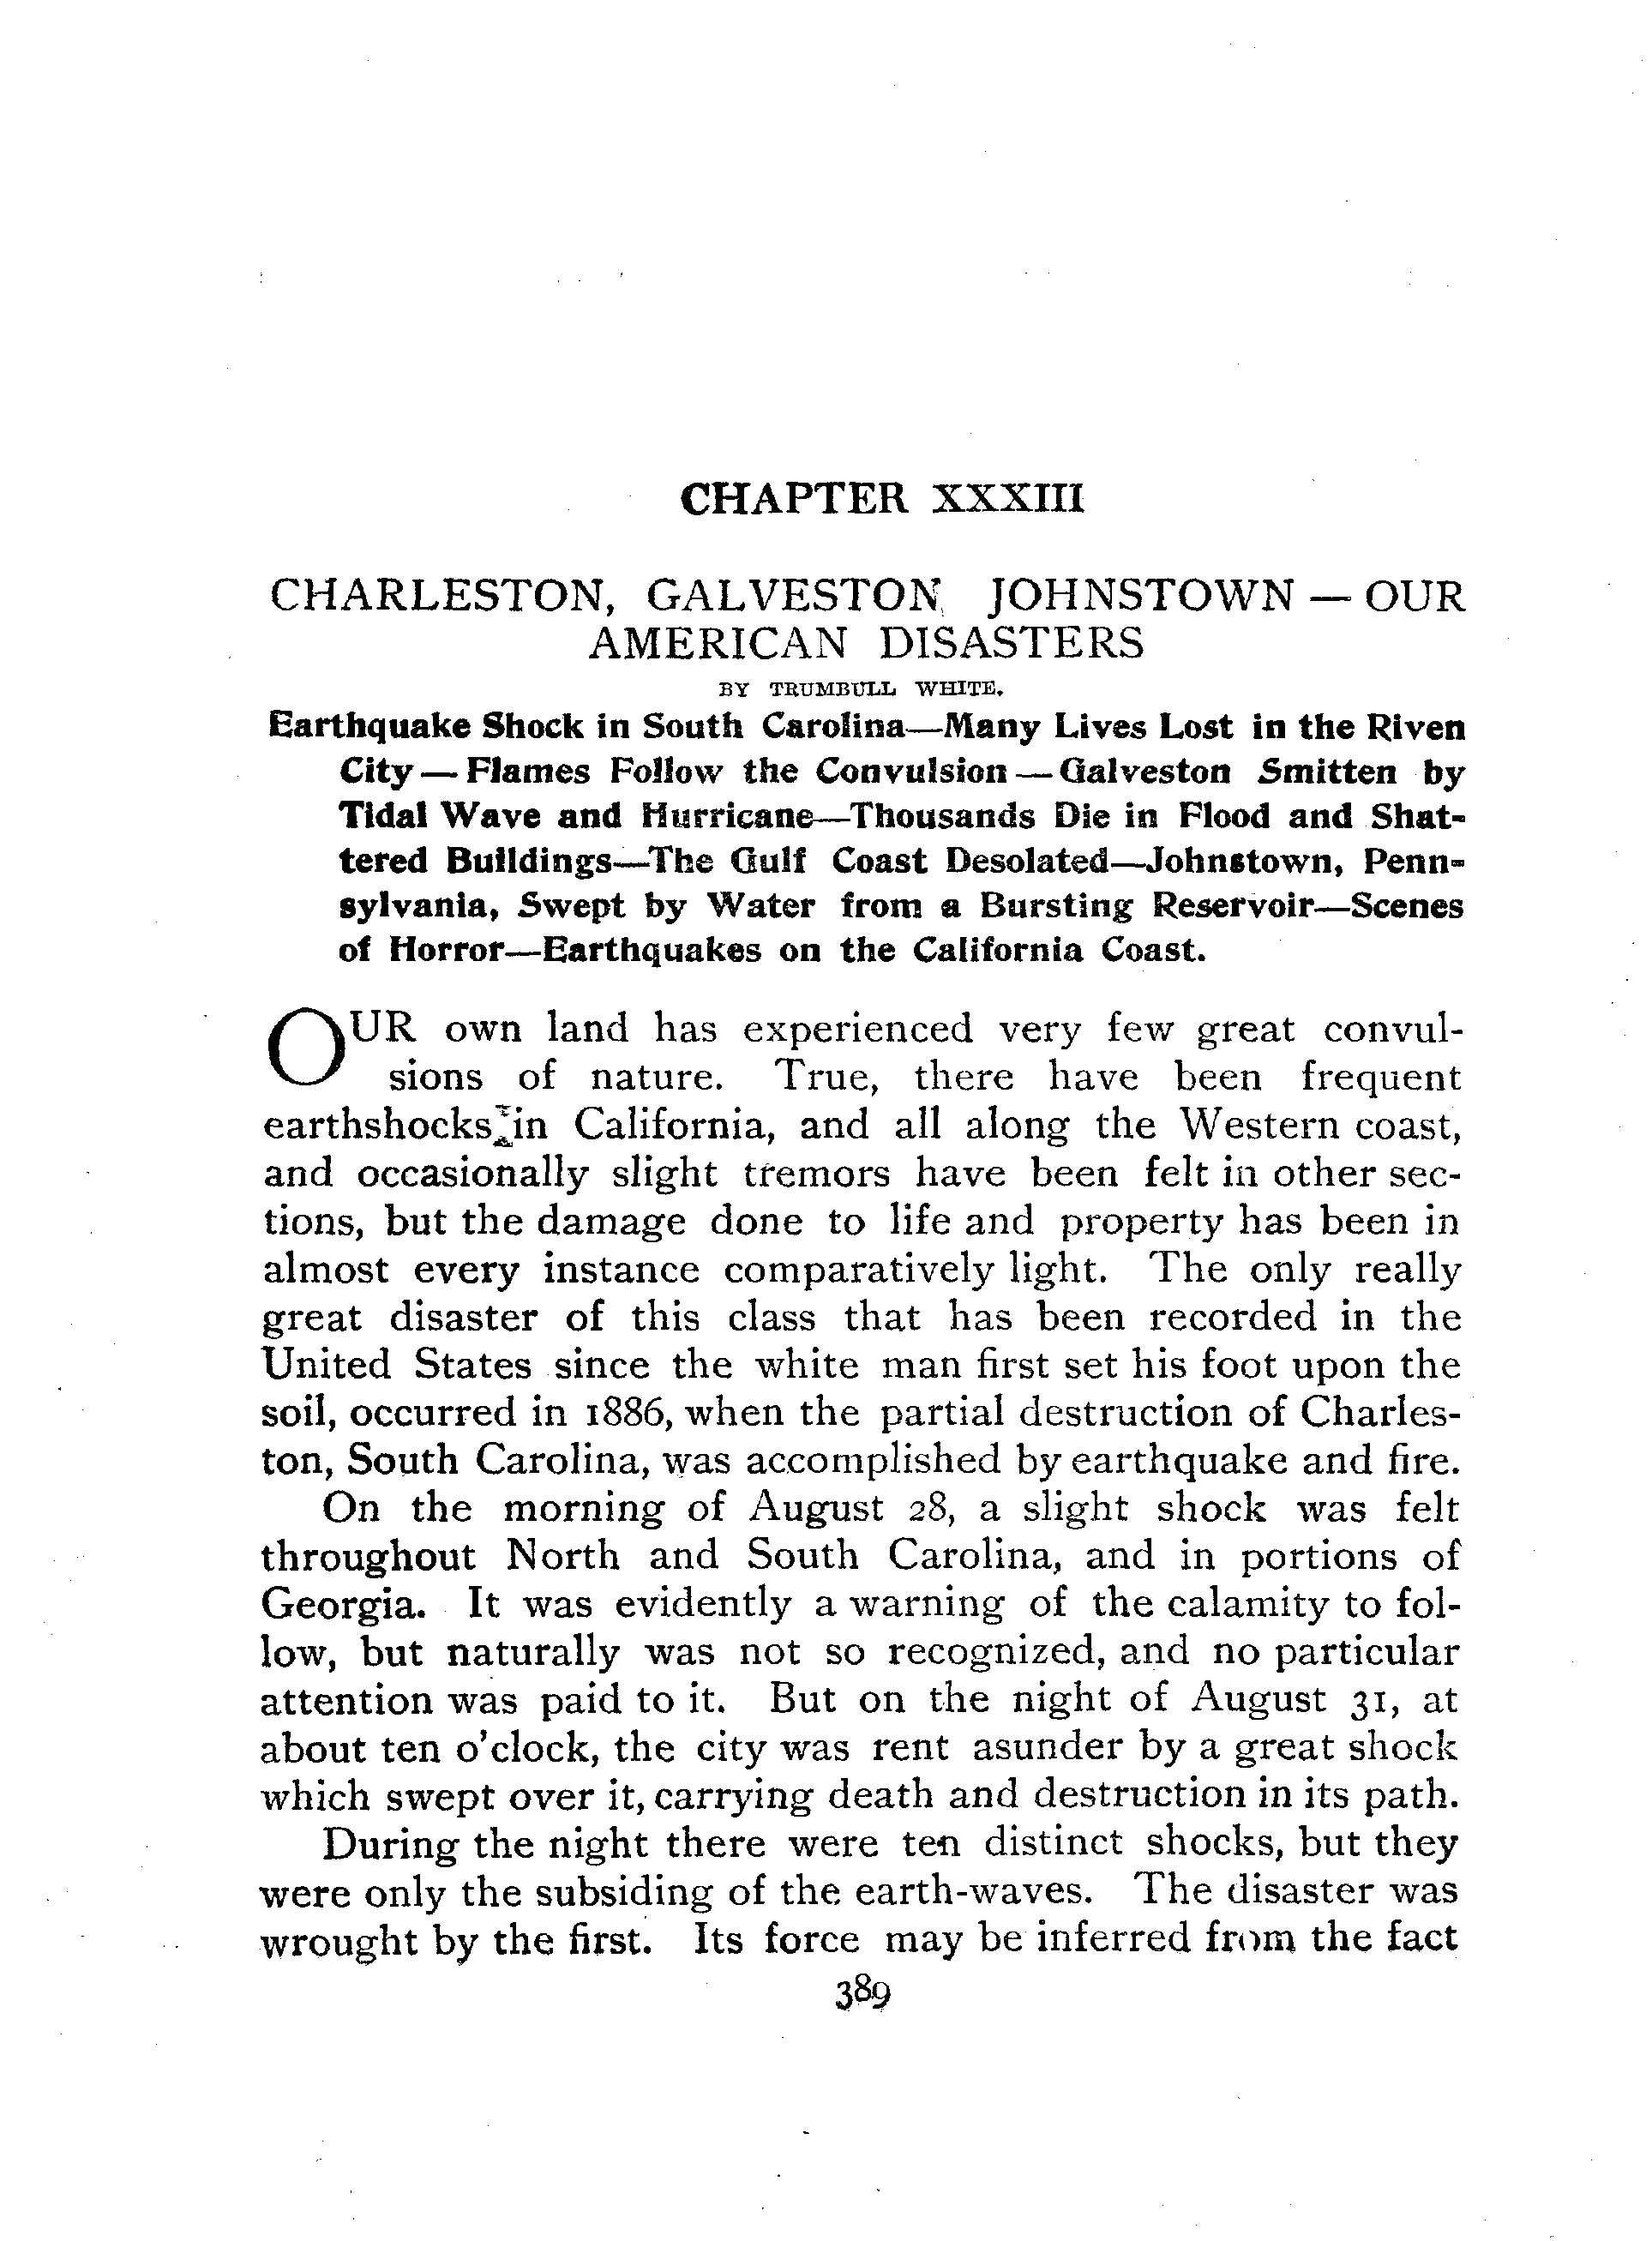 CHAPTER XXXIII
CHARLESTON, GALVESTON, JOHNSTOWN — OUR
AMERICAN DISASTERS
BY TRUMBULL WHITE.
Earthquake Shock in South Carolina—Many Lives Lost in the Riven
City — Flames Follow the Convulsion — Galveston Smitten by
Tidal Wave and Hurricane—Thousands Die in Flood and Shat-
tered Buildings—The Gulf Coast Desolated—Johnstown, Penn-
sylvania, Swept by Water from a Bursting Reservoir—Scenes
of Horror—Earthquakes on the California Coast.
OUR own land has experienced very few great convul-
sions of nature. True, there have been frequent
earthshocks in California, and all along the Western coast,
and occasionally slight tremors have been felt in other sec-
tions, but the damage done to life and property has been in
almost every instance comparatively light. The only really
great disaster of this class that has been recorded in the
United States since the white man first set his foot upon the
soil, occurred in 1886, when the partial destruction of Charles-
ton, South Carolina, was accomplished by earthquake and fire.
On the morning of August 28, a slight shock was felt
throughout North and South Carolina, and in portions of
Georgia. It was evidently a warning of the calamity to fol-
low, but naturally was not so recognized, and no particular
attention was paid to it. But on the night of August 31, at
about ten o'clock, the city was rent asunder by a great shock
which swept over it, carrying death and destruction in its path.
During the night there were ten distinct shocks, but they
were only the subsiding of the earth-waves. The disaster was
wrought by the first. Its force may be inferred from the fact
389